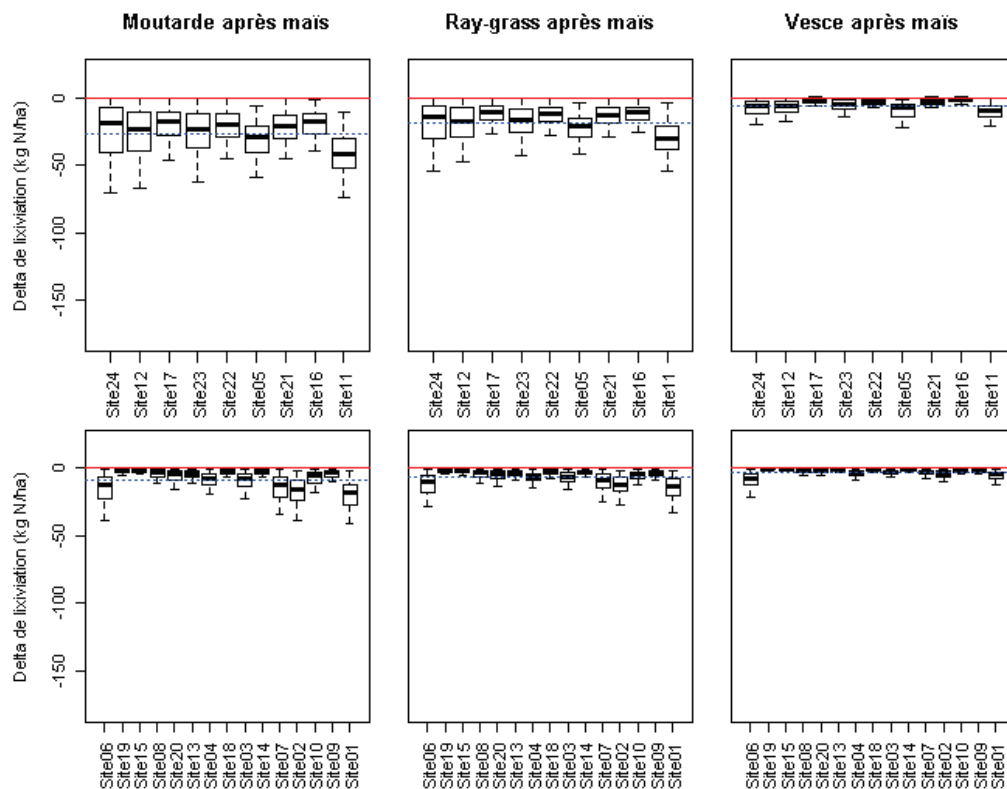 Moutarde après maïs
Ray-grass après maïs
Vesce après maïs
Delta de lixiviation (kg N/ha)
0
-50
-100
-150
Site24
Site12
Site17
Site23
Site22
Site05
Site21
Site16
Site11
Site24
Site12
Site17
Site23
Site22
Site05
Site21
Site16
Site11
Site24
Site12
Site17
Site23
Site22
Site05
Site21
Site16
Site11
Delta de lixiviation (kg N/ha)
0
-50
-100
-150
Site06
Site19
Site15
Site08
Site20
Site13
Site04
Site18
Site03
Site14
Site07
Site02
Site10
Site09
Site01
Site06
Site19
Site15
Site08
Site20
Site13
Site04
Site18
Site03
Site14
Site07
Site02
Site10
Site09
Site01
Site06
Site19
Site15
Site08
Site20
Site13
Site04
Site18
Site03
Site14
Site07
Site02
Site10
Site09
Site01